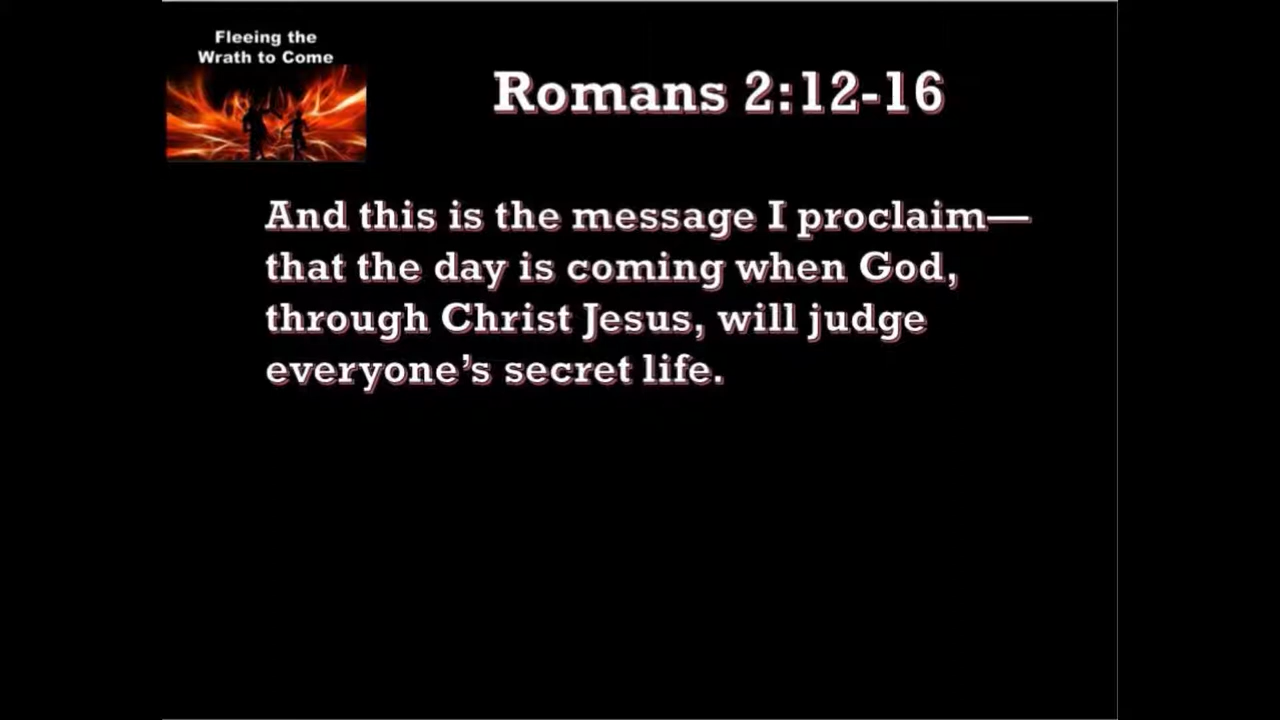 Fleeing the
Wrath to Come
Romans 2:12-16
And this is the message I proclaim—
that the day is coming when God,
through Christ Jesus, will judge
everyone’s secret life.